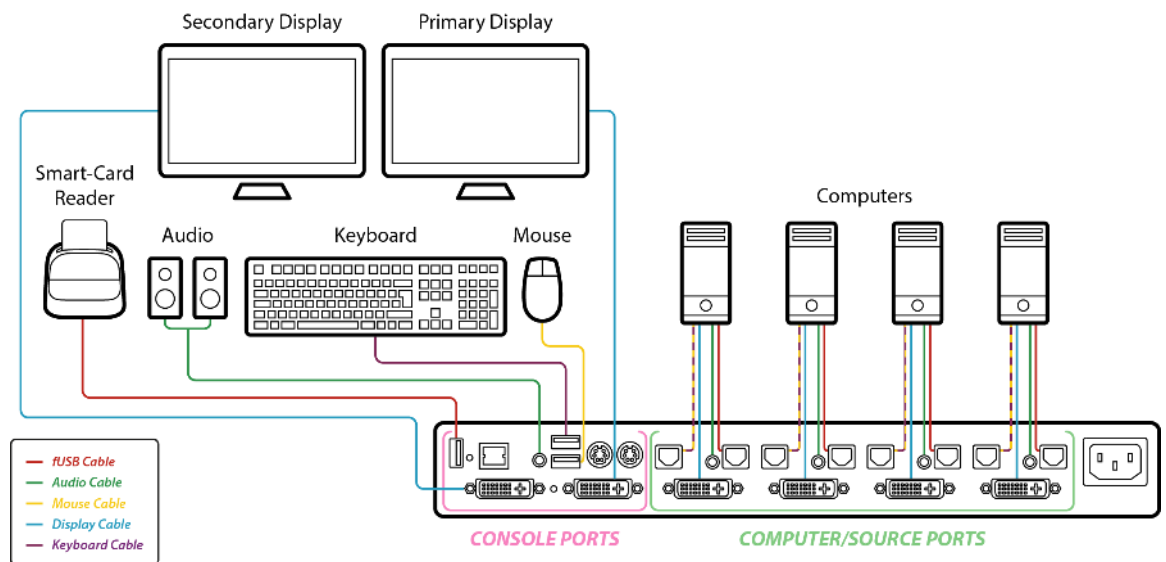 Secondary Display
Primary Display
Smart-Card
Reader
Audio
Keyboard
Mouse
Computers
fUSB Cable
Audio Cable
Mouse Cable
Display Cable
Keyboard Cable
CONSOLE PORTS
COMPUTER/SOURCE PORTS